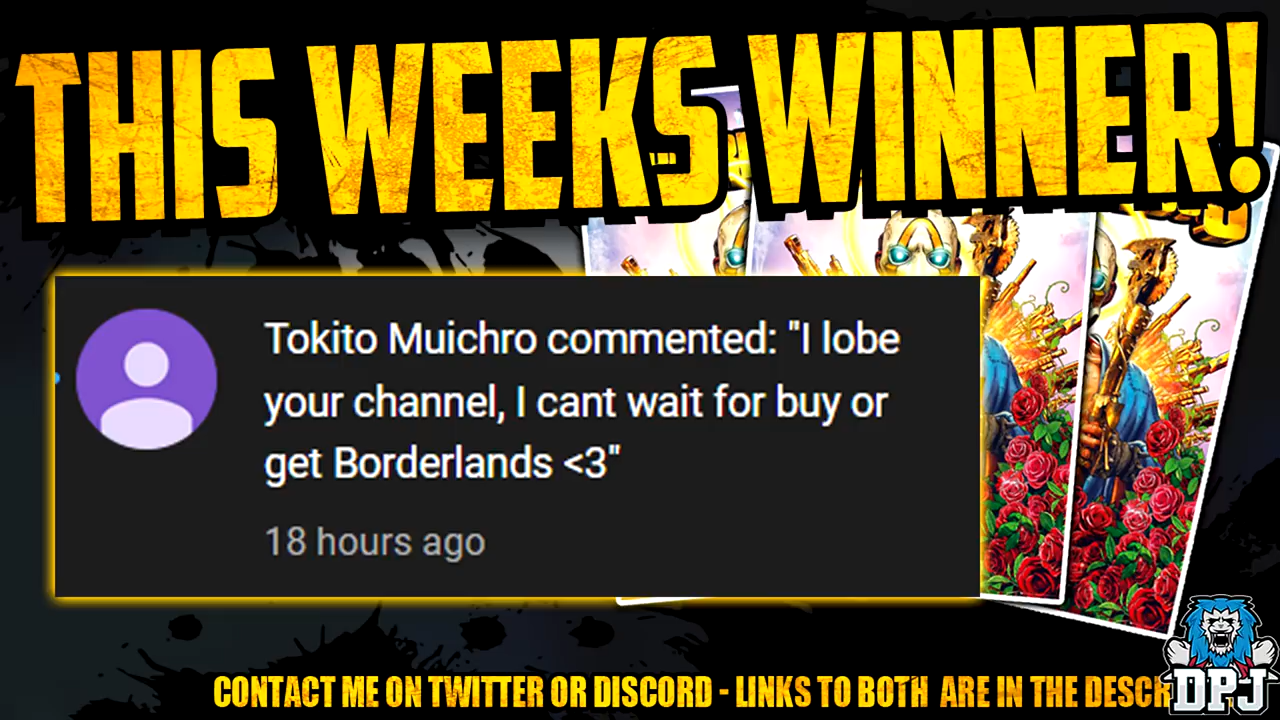 THIS WEEKS WINNER!
Tokito Muichro commented: "I lobe
your channel, I cant wait for buy or
get Borderlands <3"
18 hours ago
CONTACT ME ON TWITTER OR DISCORD - LINKS TO BOTH ARE IN THE DESCR
DPJ